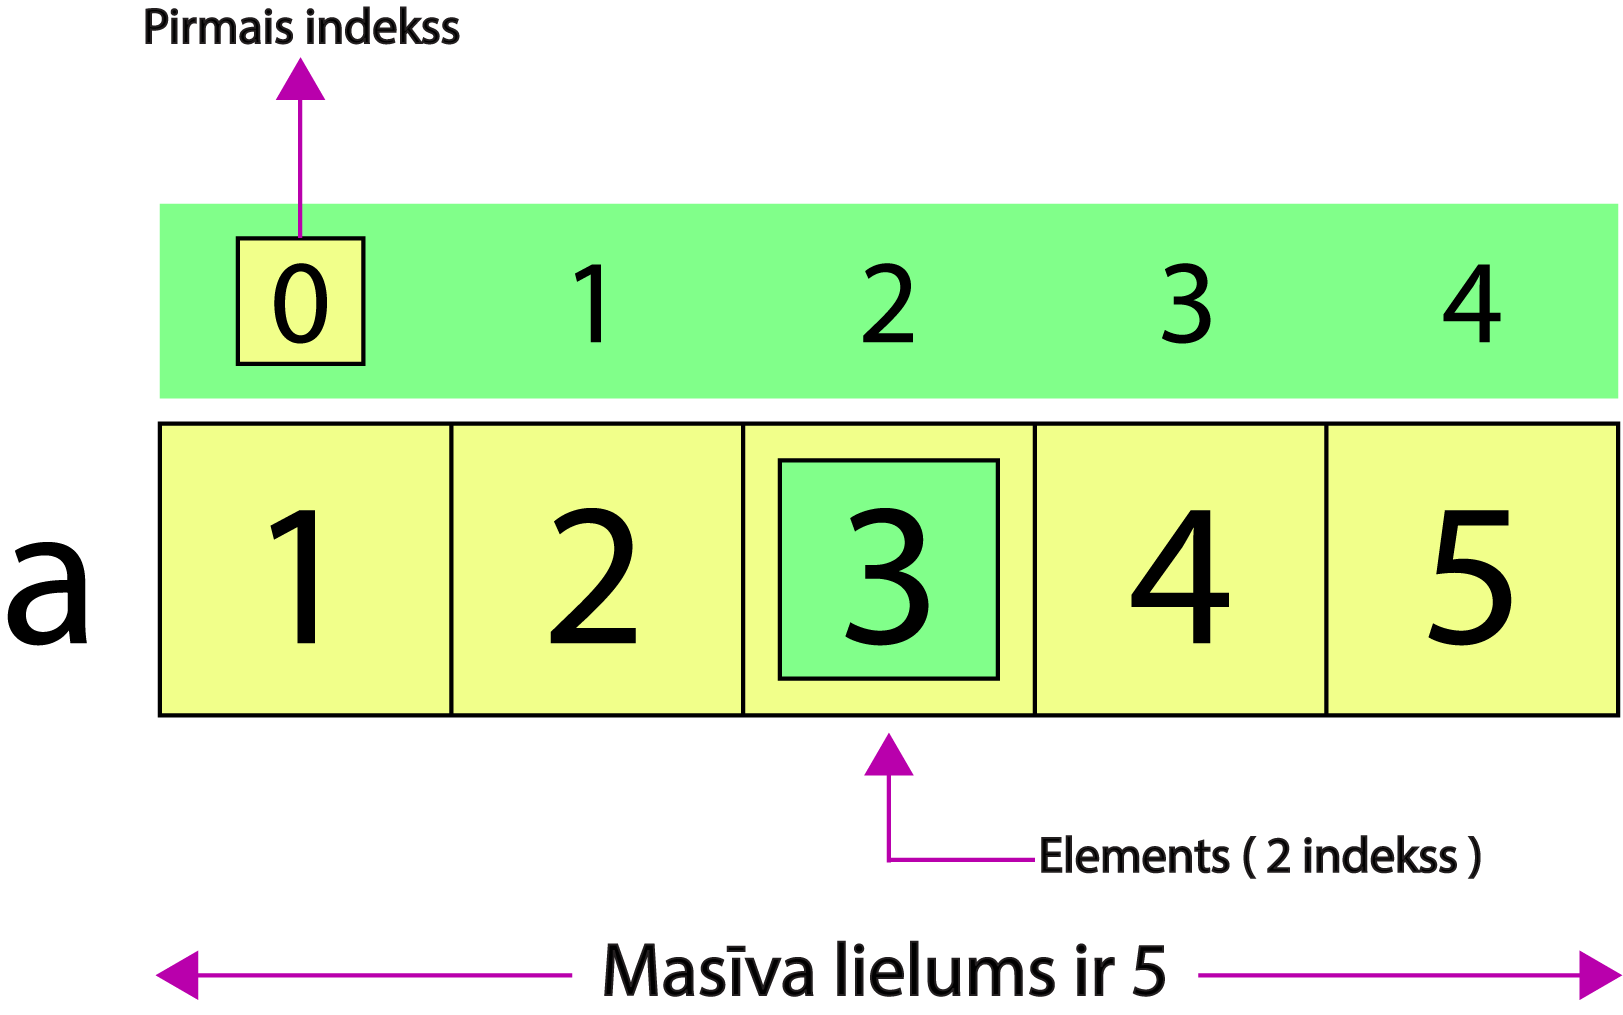 Pirmais indekss
0 1 2 3 4
a 1 2 3 4 5
Elements ( 2 indekss )
Masīva lielums ir 5